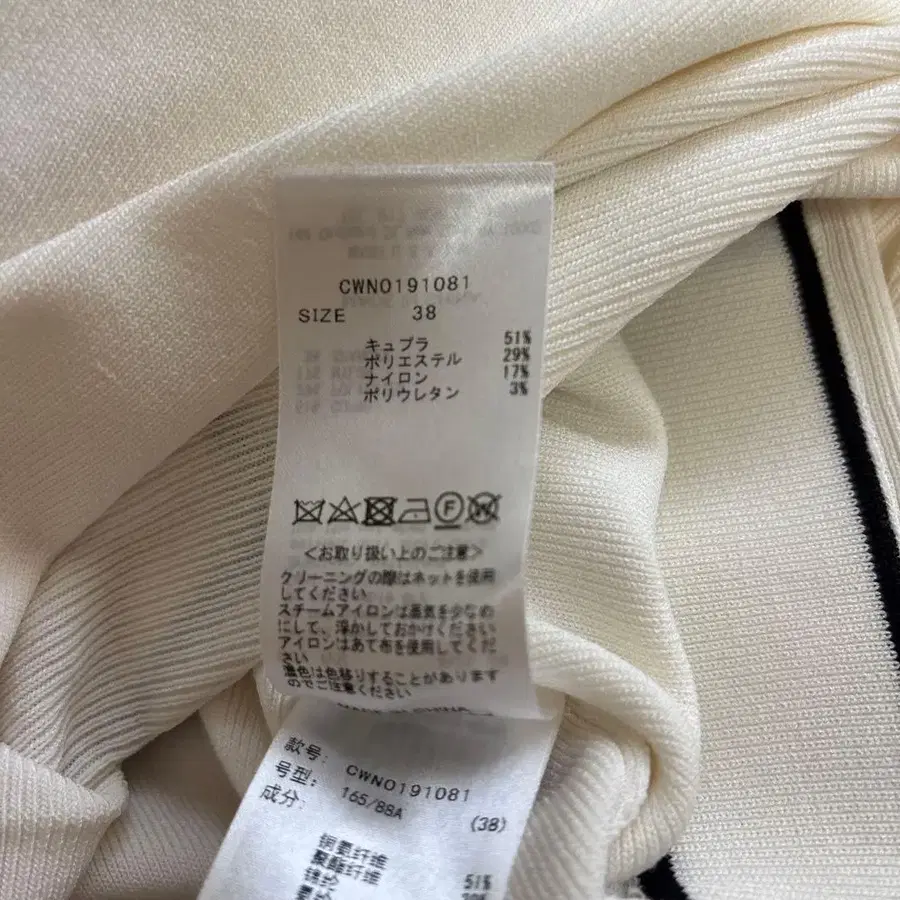 CWNO191081
SIZE 38
キュプラ 51%
ポリエステル 29%
ナイロン 17%
ポリウレタン 3%
F
<お取り扱い上のご注意>
クリーニングの際はネットを使用
してください
スチームアイロンは蒸気を少なめ
にして、浮かしておかけください
アイロンはあて布を使用してくだ
さい
濃色は色移りすることがあります
のでご注意ください
MADE IN CHINA
款号: CWNO191081
号型: 165/88A (38)
成分:
铜氨纤维 51%
聚酯纤维
锦纶